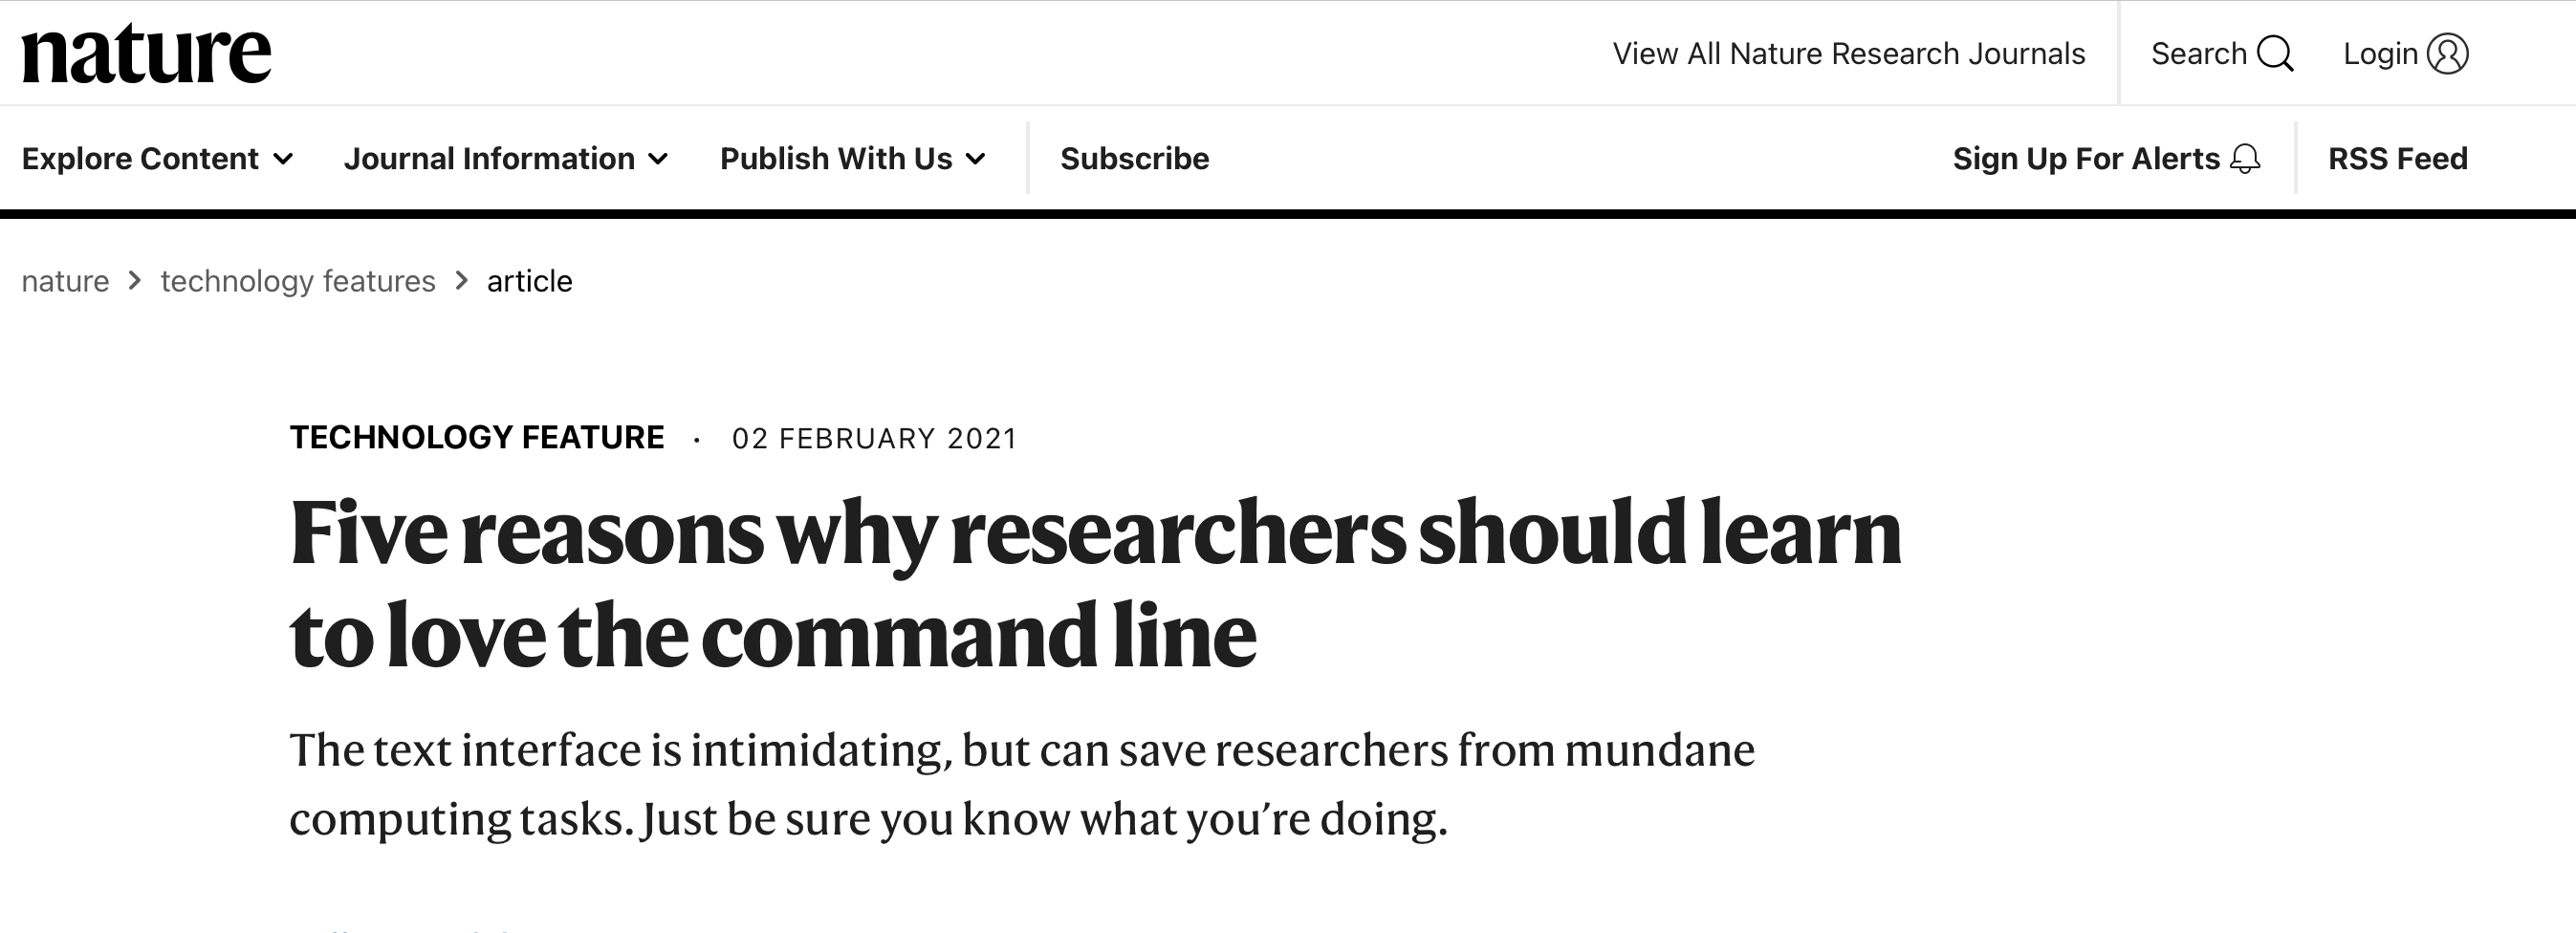 nature
View All Nature Research Journals
Search
Login
Explore Content
Journal Information
Publish With Us
Subscribe
Sign Up For Alerts
RSS Feed
nature > technology features > article
TECHNOLOGY FEATURE · 02 FEBRUARY 2021
Five reasons why researchers should learn
to love the command line
The text interface is intimidating, but can save researchers from mundane
computing tasks. Just be sure you know what you’re doing.